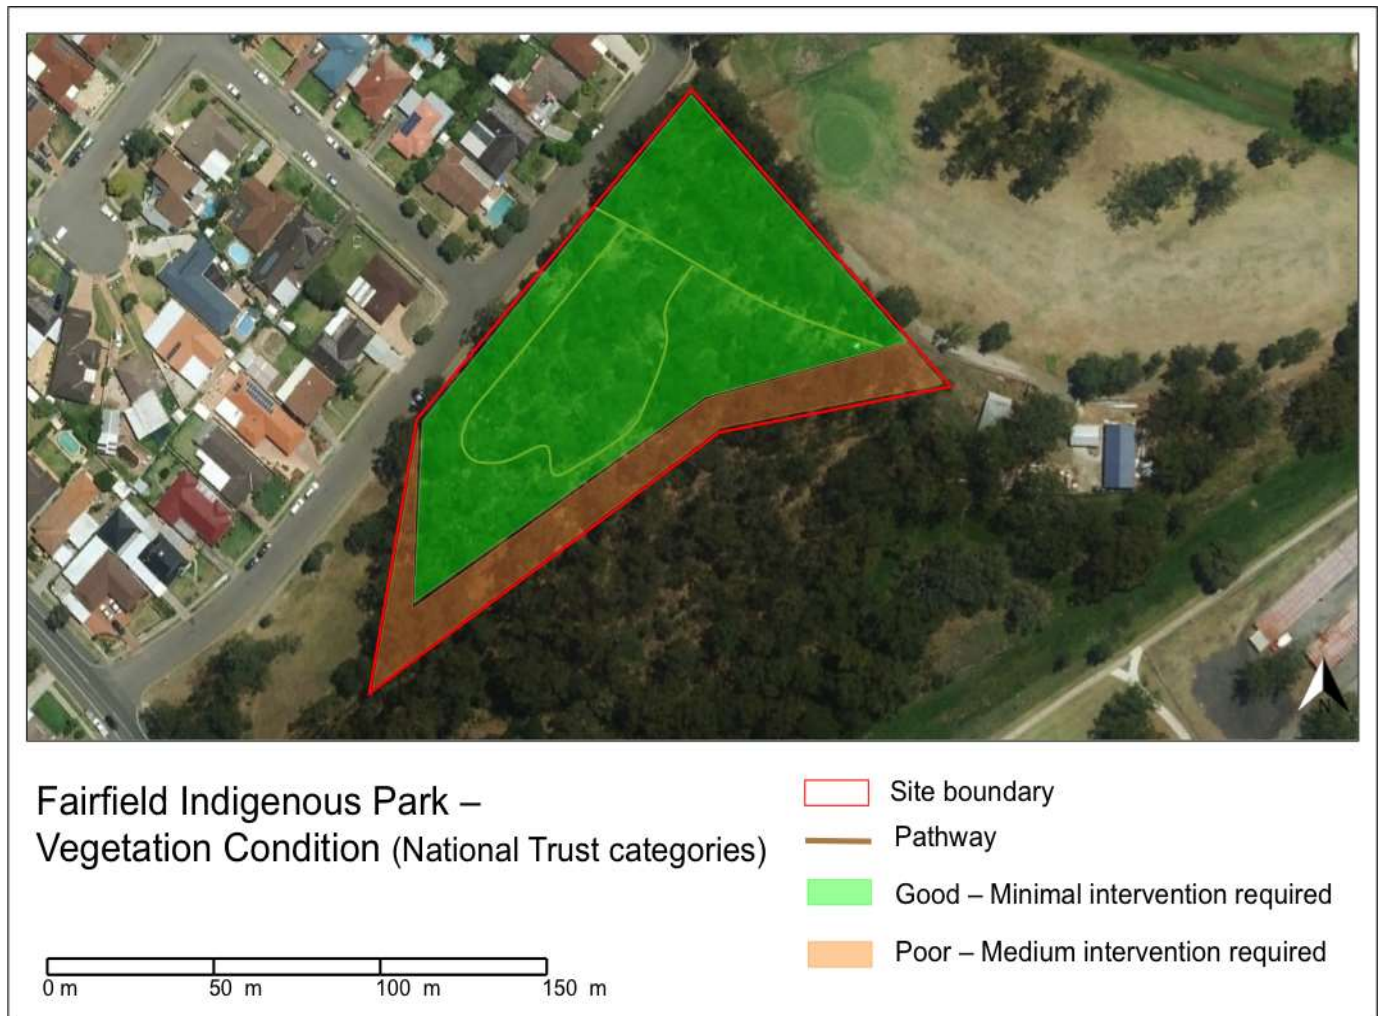 N
Fairfield Indigenous Park –
Vegetation Condition (National Trust categories)
Site boundary
Pathway
Good – Minimal intervention required
Poor – Medium intervention required
0 m 50 m 100 m 150 m